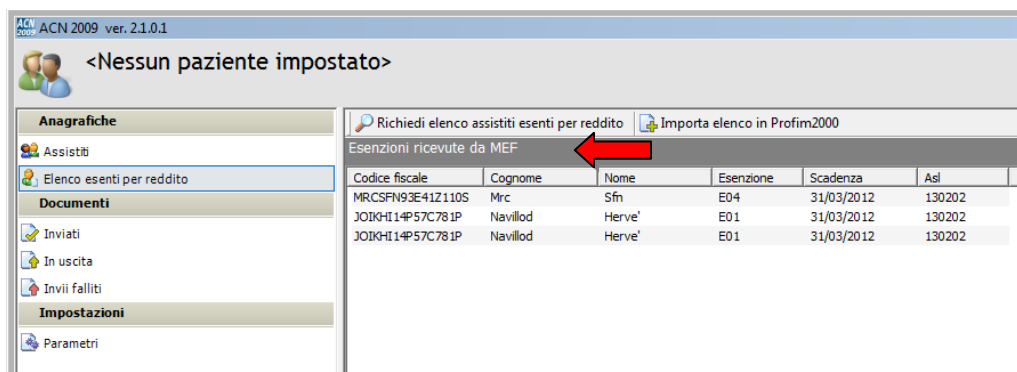 ACN 2009 ACN 2009 ver. 2.1.0.1
<Nessun paziente impostato>
Anagrafiche
Assistiti
Elenco esenti per reddito
Documenti
Inviati
In uscita
Invii falliti
Impostazioni
Parametri
Richiedi elenco assistiti esenti per reddito Importa elenco in Profim2000
Esenzioni ricevute da MEF
Codice fiscale Cognome Nome Esenzione Scadenza Asl
MRCSFN93E41Z110S Mrc Sfn E04 31/03/2012 130202
JOIKHI14P57C781P Navillod Herve' E01 31/03/2012 130202
JOIKHI14P57C781P Navillod Herve' E01 31/03/2012 130202